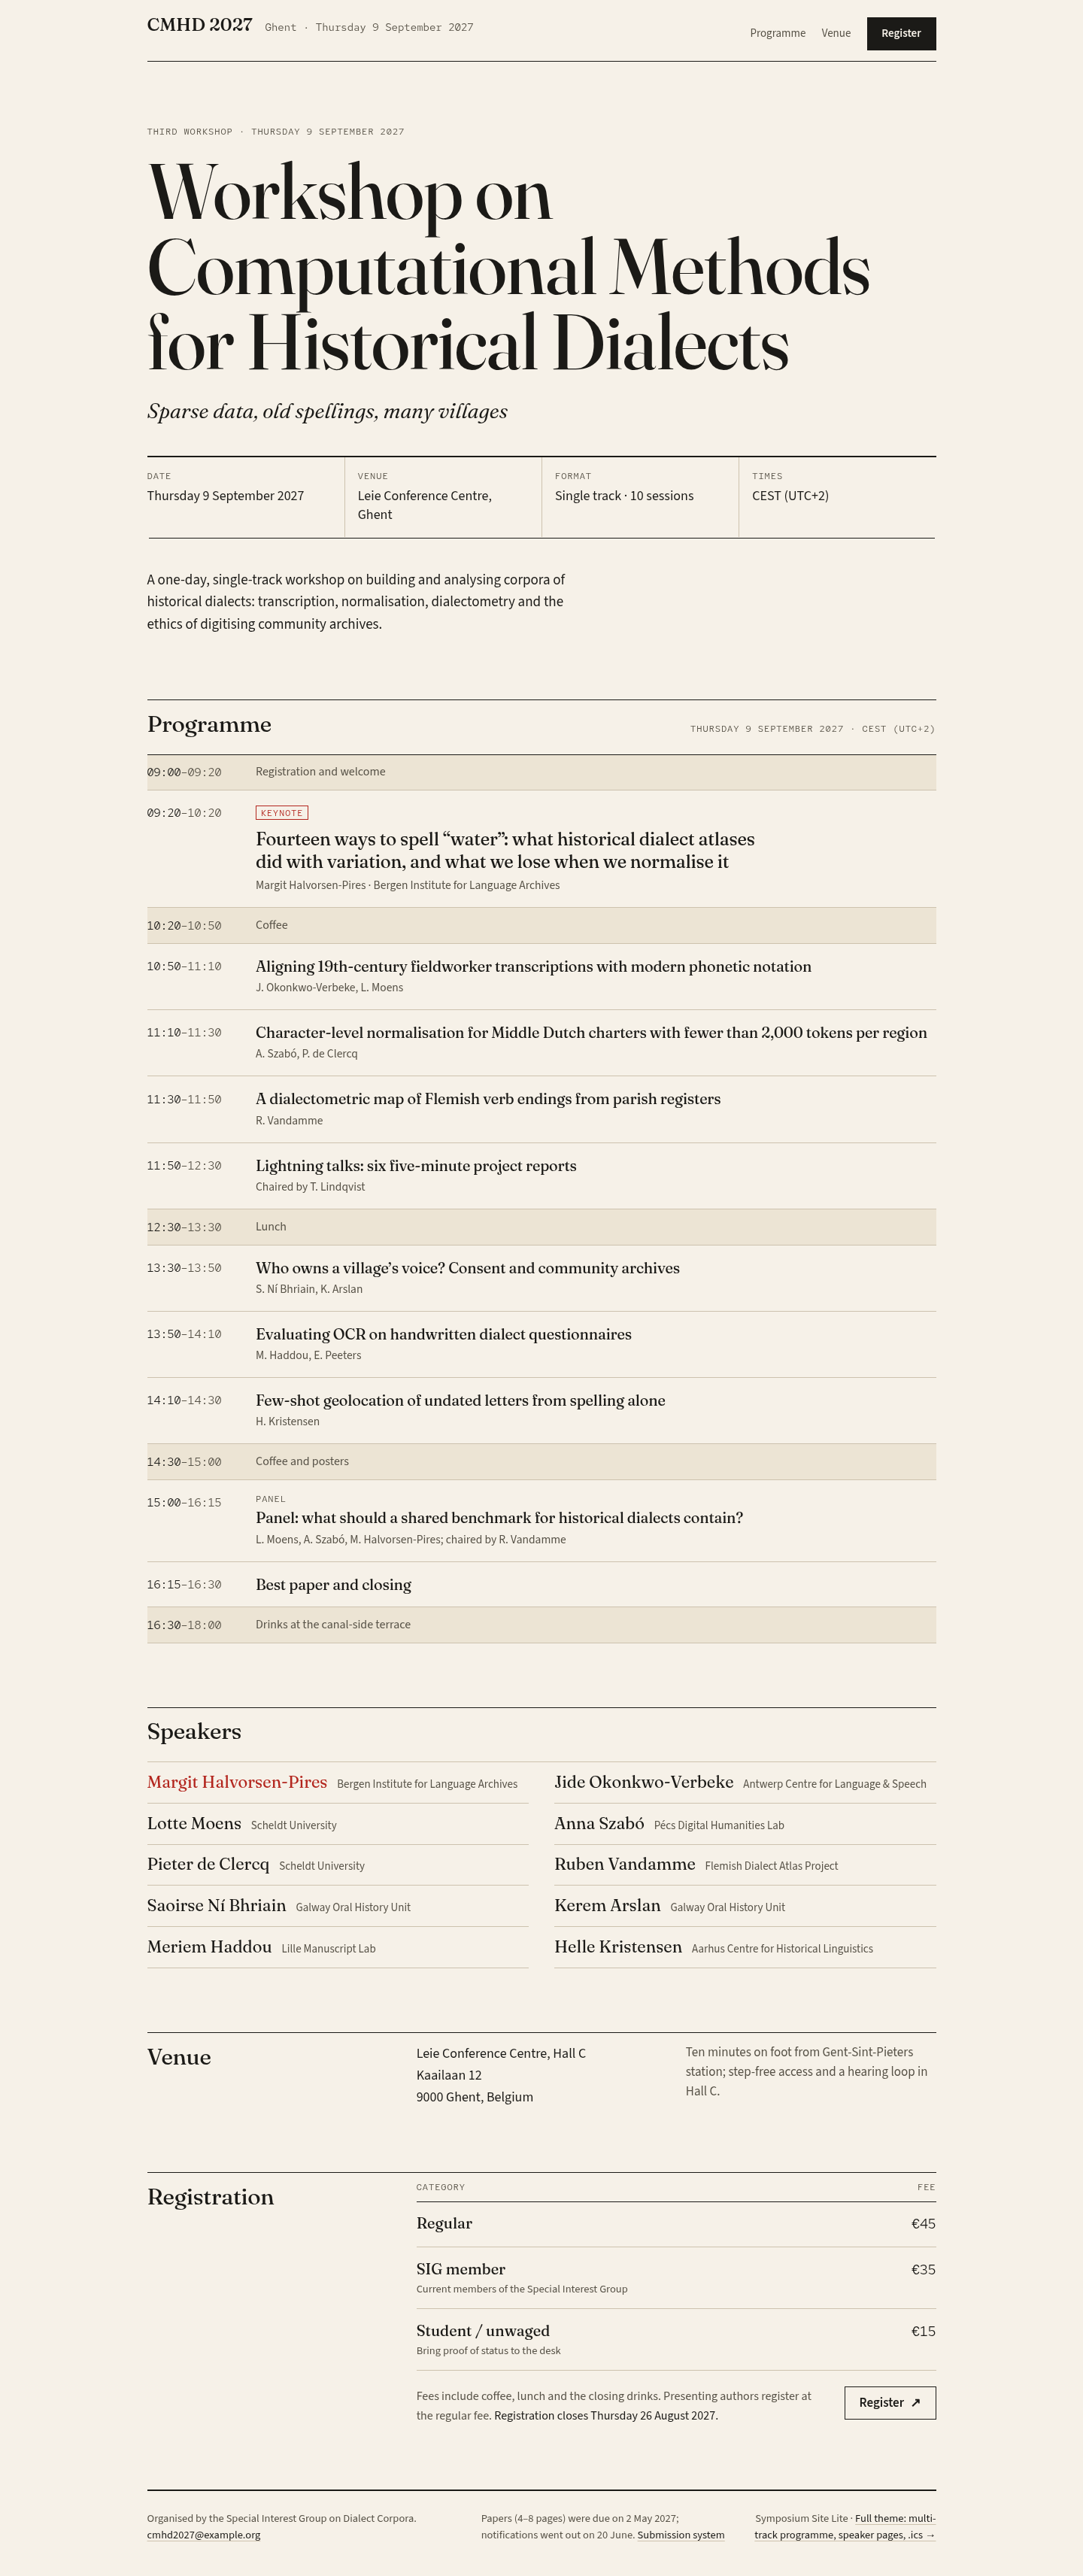 CMHD 2027 Ghent · Thursday 9 September 2027
Programme Venue Register
THIRD WORKSHOP · THURSDAY 9 SEPTEMBER 2027
Workshop on
Computational Methods
for Historical Dialects
Sparse data, old spellings, many villages
DATE
Thursday 9 September 2027
VENUE
Leie Conference Centre,
Ghent
FORMAT
Single track · 10 sessions
TIMES
CEST (UTC+2)
A one-day, single-track workshop on building and analysing corpora of
historical dialects: transcription, normalisation, dialectometry and the
ethics of digitising community archives.
Programme
THURSDAY 9 SEPTEMBER 2027 · CEST (UTC+2)
09:00–09:20 Registration and welcome
09:20–10:20 KEYNOTE
Fourteen ways to spell “water”: what historical dialect atlases
did with variation, and what we lose when we normalise it
Margit Halvorsen-Pires · Bergen Institute for Language Archives
10:20–10:50 Coffee
10:50–11:10 Aligning 19th-century fieldworker transcriptions with modern phonetic notation
J. Okonkwo-Verbeke, L. Moens
11:10–11:30 Character-level normalisation for Middle Dutch charters with fewer than 2,000 tokens per region
A. Szabó, P. de Clercq
11:30–11:50 A dialectometric map of Flemish verb endings from parish registers
R. Vandamme
11:50–12:30 Lightning talks: six five-minute project reports
Chaired by T. Lindqvist
12:30–13:30 Lunch
13:30–13:50 Who owns a village’s voice? Consent and community archives
S. Ní Bhriain, K. Arslan
13:50–14:10 Evaluating OCR on handwritten dialect questionnaires
M. Haddou, E. Peeters
14:10–14:30 Few-shot geolocation of undated letters from spelling alone
H. Kristensen
14:30–15:00 Coffee and posters
15:00–16:15 PANEL
Panel: what should a shared benchmark for historical dialects contain?
L. Moens, A. Szabó, M. Halvorsen-Pires; chaired by R. Vandamme
16:15–16:30 Best paper and closing
16:30–18:00 Drinks at the canal-side terrace
Speakers
Margit Halvorsen-Pires Bergen Institute for Language Archives
Jide Okonkwo-Verbeke Antwerp Centre for Language & Speech
Lotte Moens Scheldt University
Anna Szabó Pécs Digital Humanities Lab
Pieter de Clercq Scheldt University
Ruben Vandamme Flemish Dialect Atlas Project
Saoirse Ní Bhriain Galway Oral History Unit
Kerem Arslan Galway Oral History Unit
Meriem Haddou Lille Manuscript Lab
Helle Kristensen Aarhus Centre for Historical Linguistics
Venue
Leie Conference Centre, Hall C
Kaailaan 12
9000 Ghent, Belgium
Ten minutes on foot from Gent-Sint-Pieters
station; step-free access and a hearing loop in
Hall C.
Registration
CATEGORY FEE
Regular €45
SIG member €35
Current members of the Special Interest Group
Student / unwaged €15
Bring proof of status to the desk
Fees include coffee, lunch and the closing drinks. Presenting authors register at
the regular fee. Registration closes Thursday 26 August 2027.
Register ↗
Organised by the Special Interest Group on Dialect Corpora.
cmhd2027@example.org
Papers (4–8 pages) were due on 2 May 2027;
notifications went out on 20 June. Submission system
Symposium Site Lite · Full theme: multi-
track programme, speaker pages, .ics →